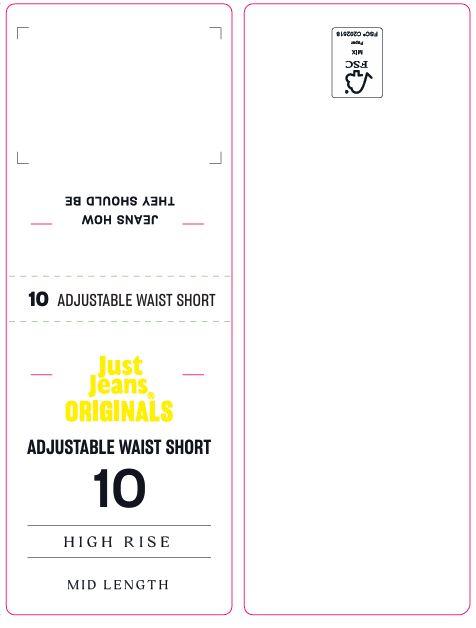 JEANS HOW
THEY SHOULD BE
10 ADJUSTABLE WAIST SHORT
Just
Jeans®
ORIGINALS
ADJUSTABLE WAIST SHORT
10
HIGH RISE
MID LENGTH
FSC
MIX
Paper
FSC® C202618